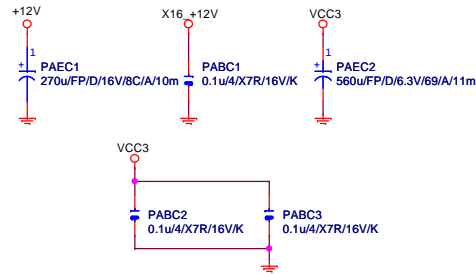 +12V
X16_+12V
VCC3
1
+
PAEC1
270u/FP/D/16V/8C/A/10m
PABC1
0.1u/4/X7R/16V/K
1
+
PAEC2
560u/FP/D/6.3V/69/A/11m
VCC3
PABC2
0.1u/4/X7R/16V/K
PABC3
0.1u/4/X7R/16V/K